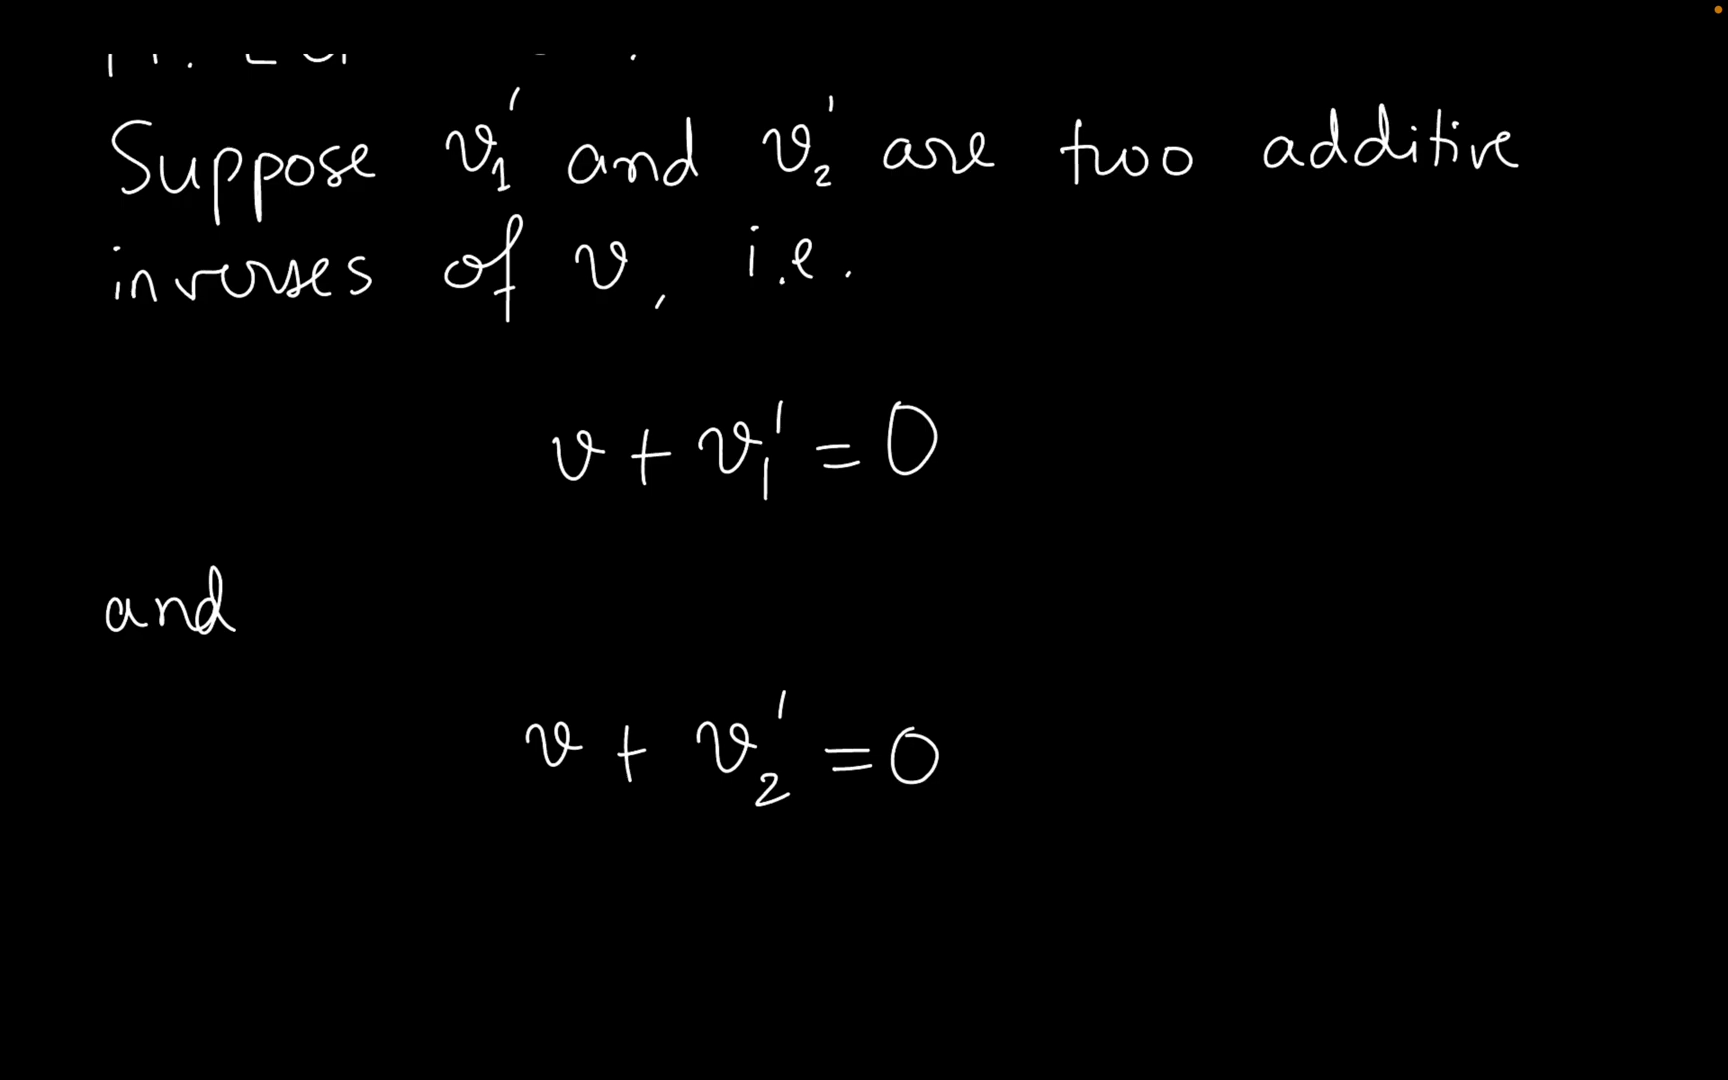 Suppose v₁' and v₂' are two additive
inverses of v, i.e.
v + v₁' = 0
and
v + v₂' = 0